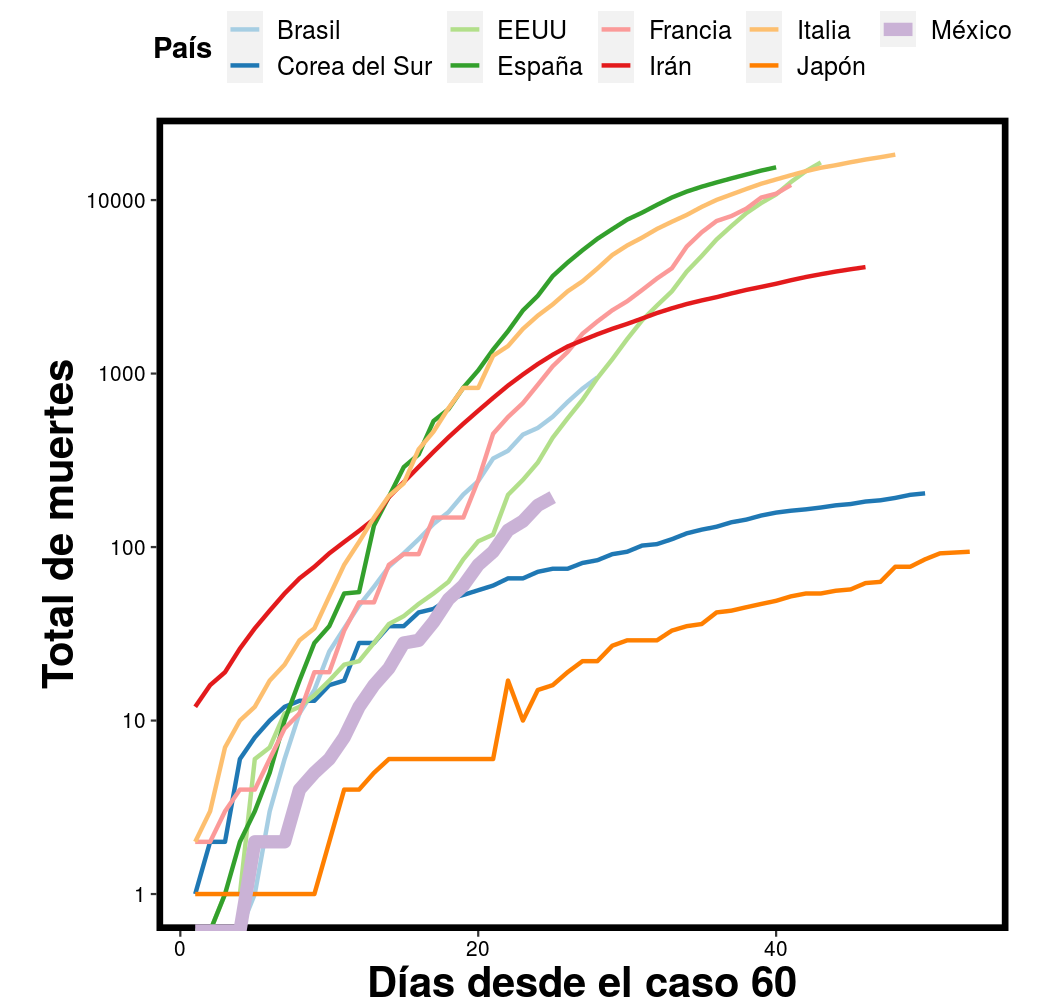 País
Brasil
EEUU
Francia
Italia
México
Corea del Sur
España
Irán
Japón
Total de muertes
10000
1000
100
10
1
0
20
40
Días desde el caso 60